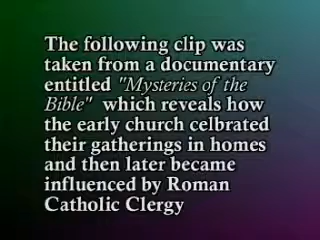 The following clip was
taken from a documentary
entitled "Mysteries of the
Bible" which reveals how
the early church celbrated
their gatherings in homes
and then later became
influenced by Roman
Catholic Clergy